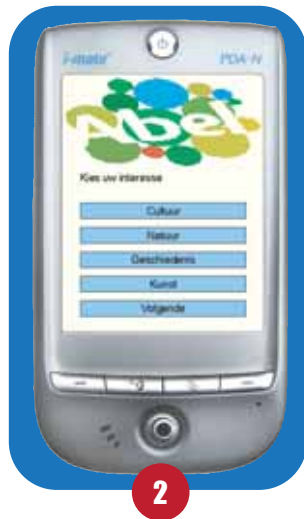 i-mate PDA-N
Abel
Kies uw interesse
Cultuur
Natuur
Geschiedenis
Kunst
Volgende
2